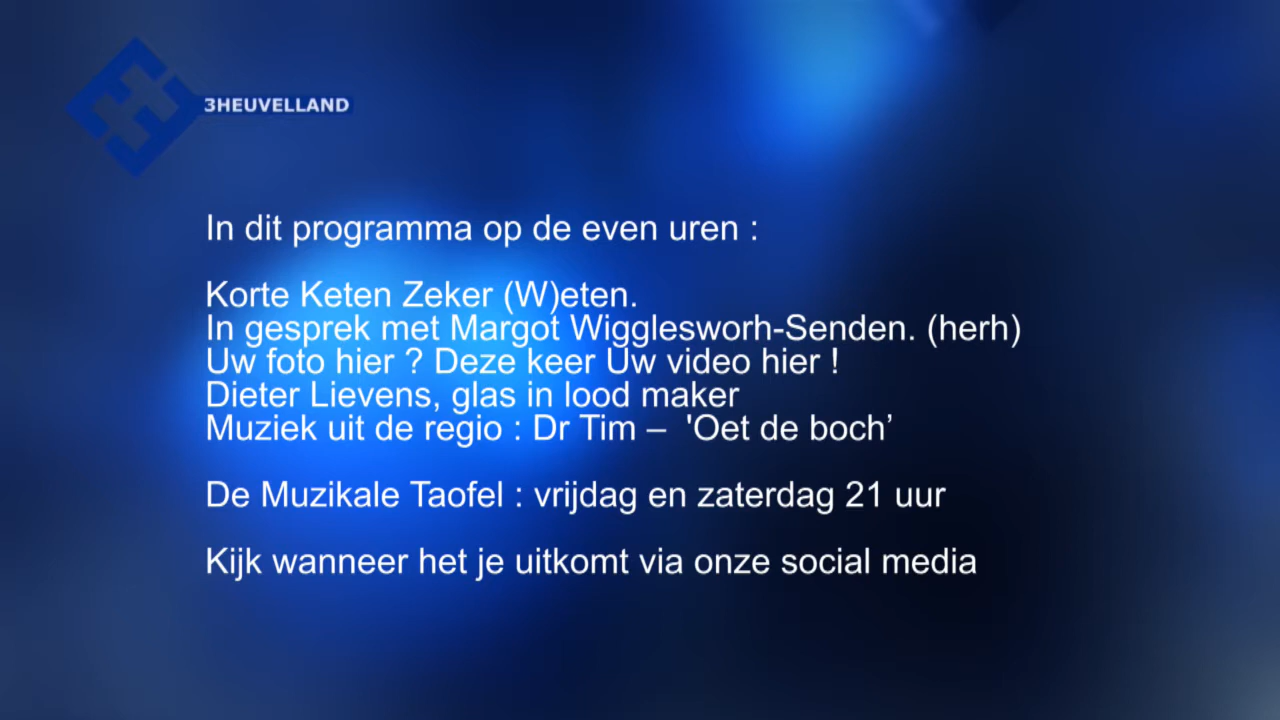 3HEUVELLAND
In dit programma op de even uren :
Korte Keten Zeker (W)eten.
In gesprek met Margot Wigglesworh-Senden. (herh)
Uw foto hier ? Deze keer Uw video hier !
Dieter Lievens, glas in lood maker
Muziek uit de regio : Dr Tim –  'Oet de boch’
De Muzikale Taofel : vrijdag en zaterdag 21 uur
Kijk wanneer het je uitkomt via onze social media